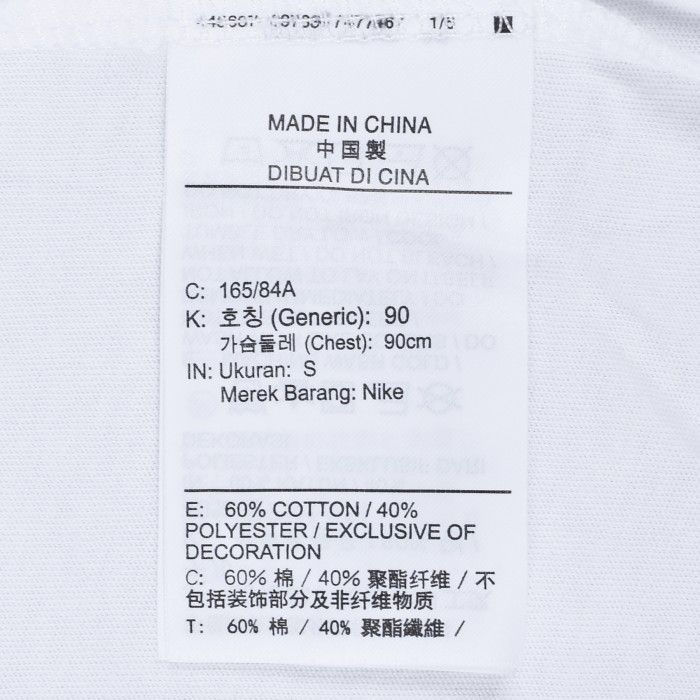 1/6
MADE IN CHINA
中国製
DIBUAT DI CINA
C: 165/84A
K: 호칭 (Generic): 90
가슴둘레 (Chest): 90cm
IN: Ukuran: S
Merek Barang: Nike
E: 60% COTTON / 40%
POLYESTER / EXCLUSIVE OF
DECORATION
C: 60% 棉 / 40% 聚酯纤维 / 不
包括装饰部分及非纤维物质
T: 60% 棉 / 40% 聚酯纖維 /